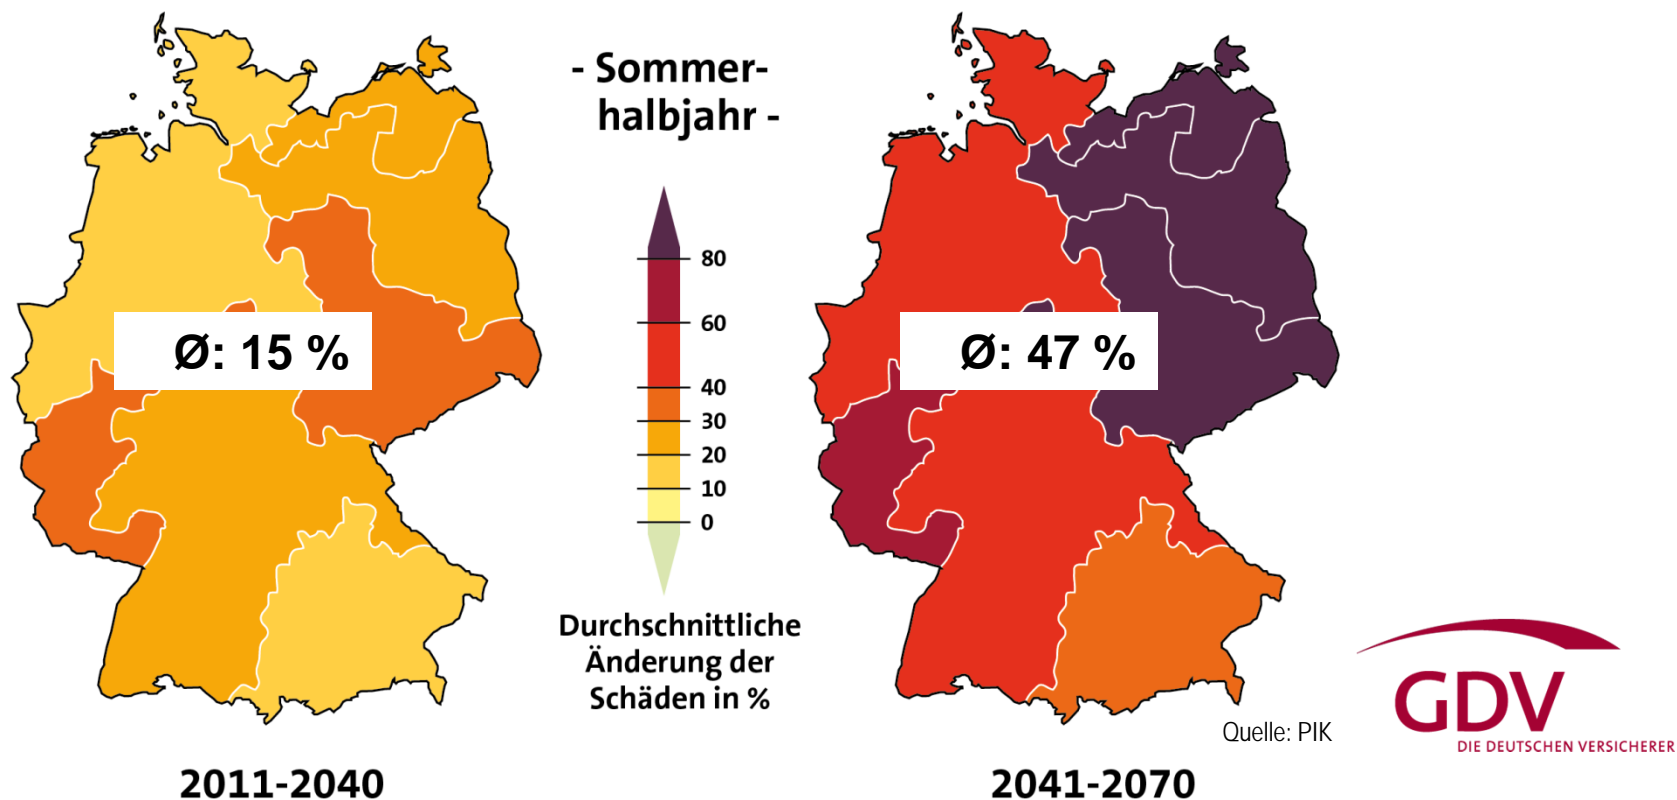 - Sommer-
halbjahr -
80
60
40
30
20
10
0
Ø: 15 %
Ø: 47 %
Durchschnittliche
Änderung der
Schäden in %
Quelle: PIK
GDV
DIE DEUTSCHEN VERSICHERER
2011-2040
2041-2070